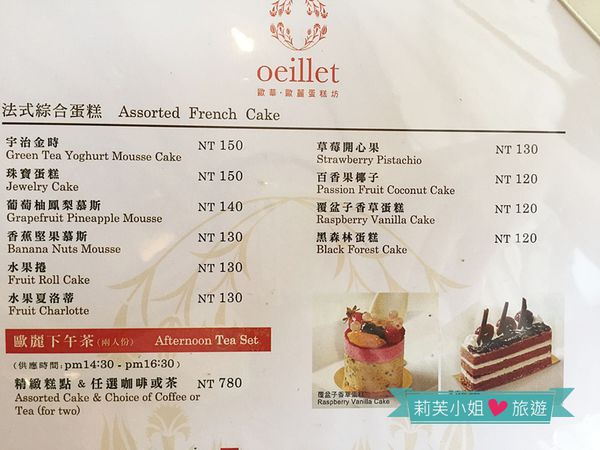 oeillet
歐華·歐麗蛋糕坊
法式綜合蛋糕 Assorted French Cake
宇治金時 NT 150
Green Tea Yoghurt Mousse Cake
珠寶蛋糕 NT 150
Jewelry Cake
葡萄柚鳳梨慕斯 NT 140
Grapefruit Pineapple Mousse
香蕉堅果慕斯 NT 130
Banana Nuts Mousse
水果捲 NT 130
Fruit Roll Cake
水果夏洛蒂 NT 130
Fruit Charlotte
草莓開心果 NT 130
Strawberry Pistachio
百香果椰子 NT 120
Passion Fruit Coconut Cake
覆盆子香草蛋糕 NT 120
Raspberry Vanilla Cake
黑森林蛋糕 NT 120
Black Forest Cake
歐麗下午茶(兩人份) Afternoon Tea Set
(供應時間:pm14:30 - pm16:30)
精緻糕點 & 任選咖啡或茶 NT 780
Assorted Cake & Choice of Coffee or
Tea (for two)
覆盆子香草蛋糕
Raspberry Vanilla Cake
莉芙小姐 旅遊